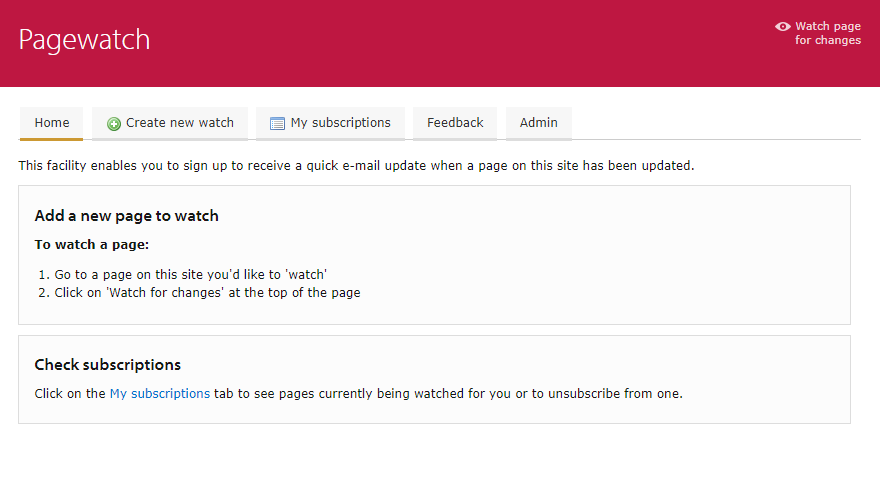 Pagewatch
Watch page
for changes
Home
Create new watch
My subscriptions
Feedback
Admin
This facility enables you to sign up to receive a quick e-mail update when a page on this site has been updated.
Add a new page to watch
To watch a page:
1. Go to a page on this site you'd like to 'watch'
2. Click on 'Watch for changes' at the top of the page
Check subscriptions
Click on the My subscriptions tab to see pages currently being watched for you or to unsubscribe from one.